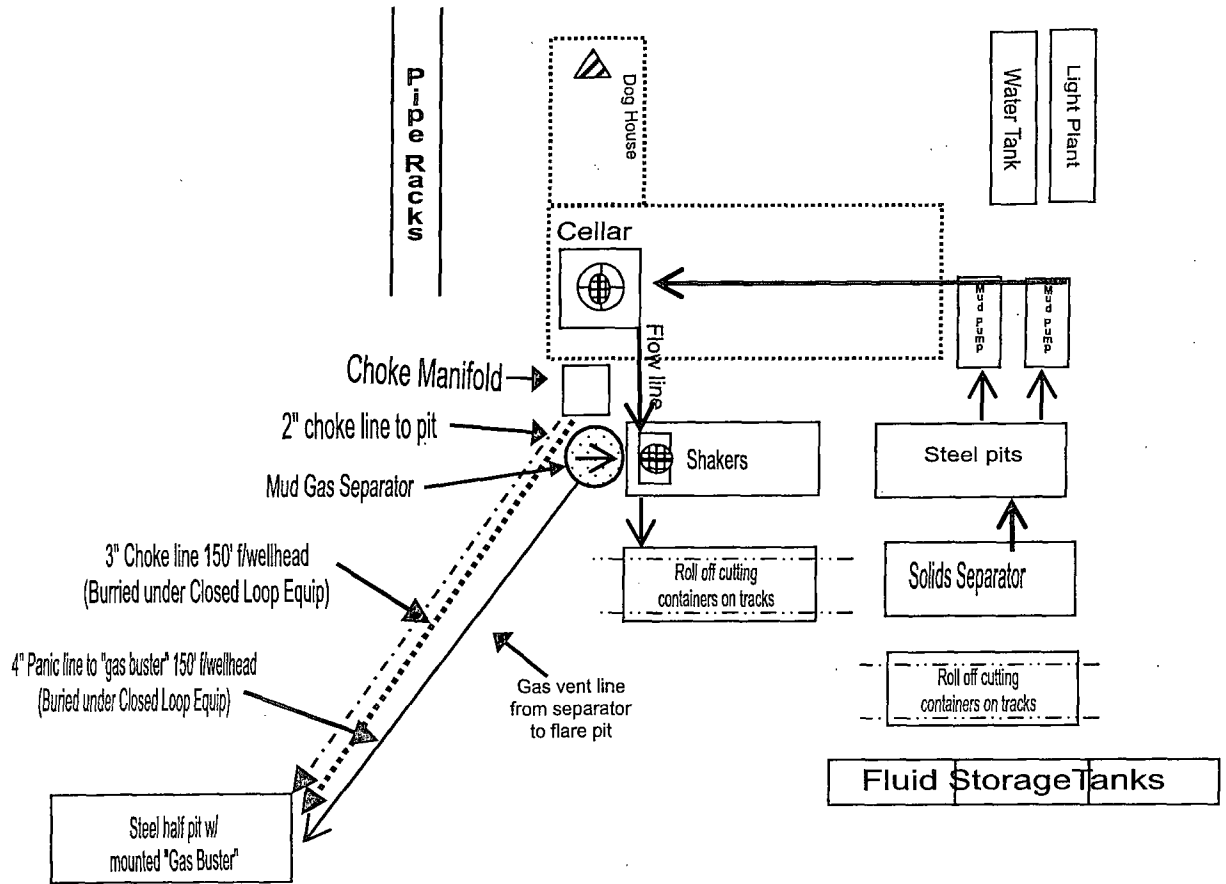 Pipe Racks
Dog House
Water Tank
Light Plant
Cellar
Mud pump
Mud pump
Flow line
Choke Manifold
2" choke line to pit
Mud Gas Separator
Shakers
Steel pits
3" Choke line 150' f/wellhead
(Burried under Closed Loop Equip)
Roll off cutting
containers on tracks
Solids Separator
4" Panic line to "gas buster" 150' f/wellhead
(Buried under Closed Loop Equip)
Gas vent line
from separator
to flare pit
Roll off cutting
containers on tracks
Fluid StorageTanks
Steel half pit w/
mounted "Gas Buster"